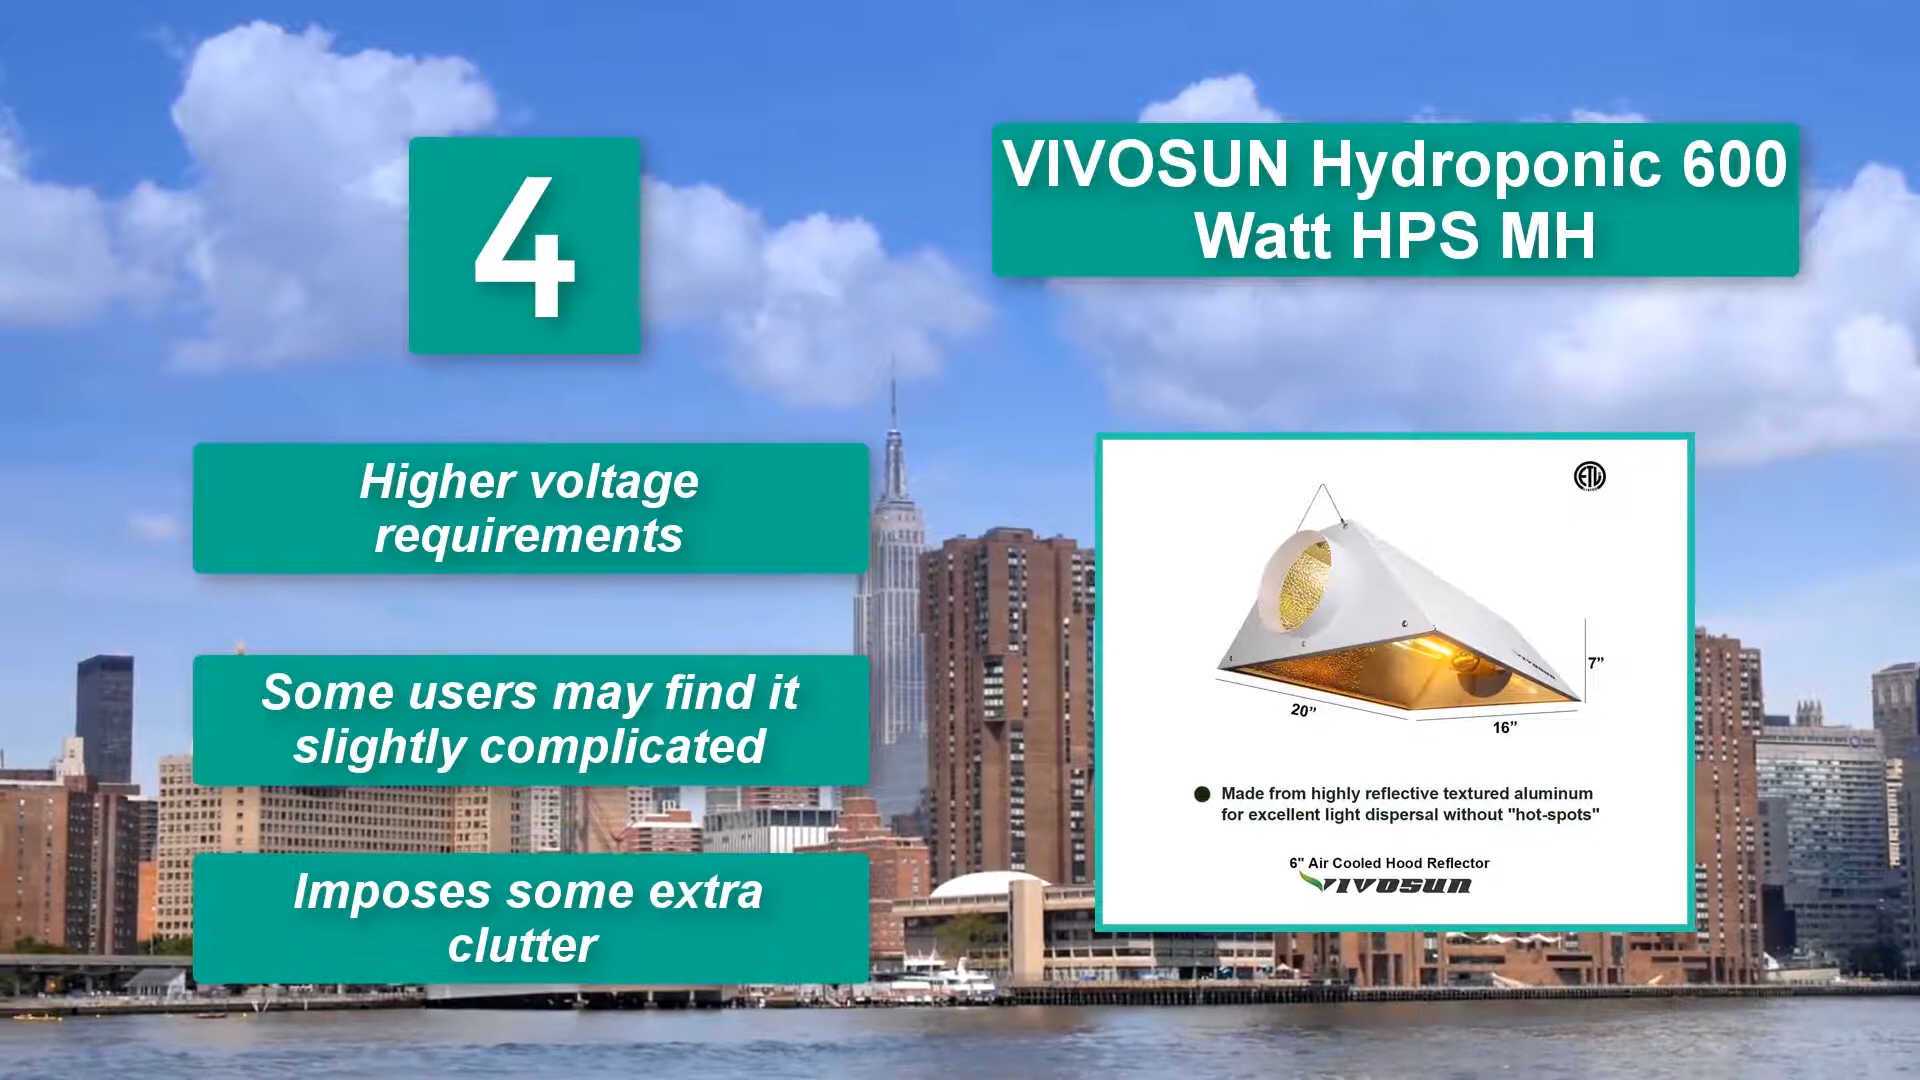 4
VIVOSUN Hydroponic 600
Watt HPS MH
Higher voltage
requirements
Some users may find it
slightly complicated
Imposes some extra
clutter
ETL
VIVOSUN
7”
20”
16”
Made from highly reflective textured aluminum
for excellent light dispersal without "hot-spots"
6" Air Cooled Hood Reflector
VIVOSUN